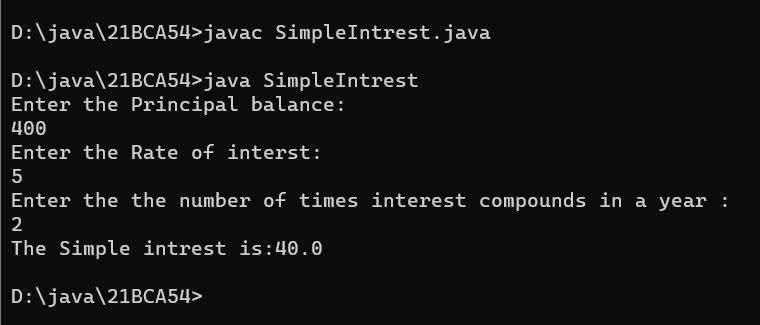 D:\java\21BCA54>javac SimpleIntrest.java
D:\java\21BCA54>java SimpleIntrest
Enter the Principal balance:
400
Enter the Rate of interst:
5
Enter the the number of times interest compounds in a year :
2
The Simple intrest is:40.0
D:\java\21BCA54>